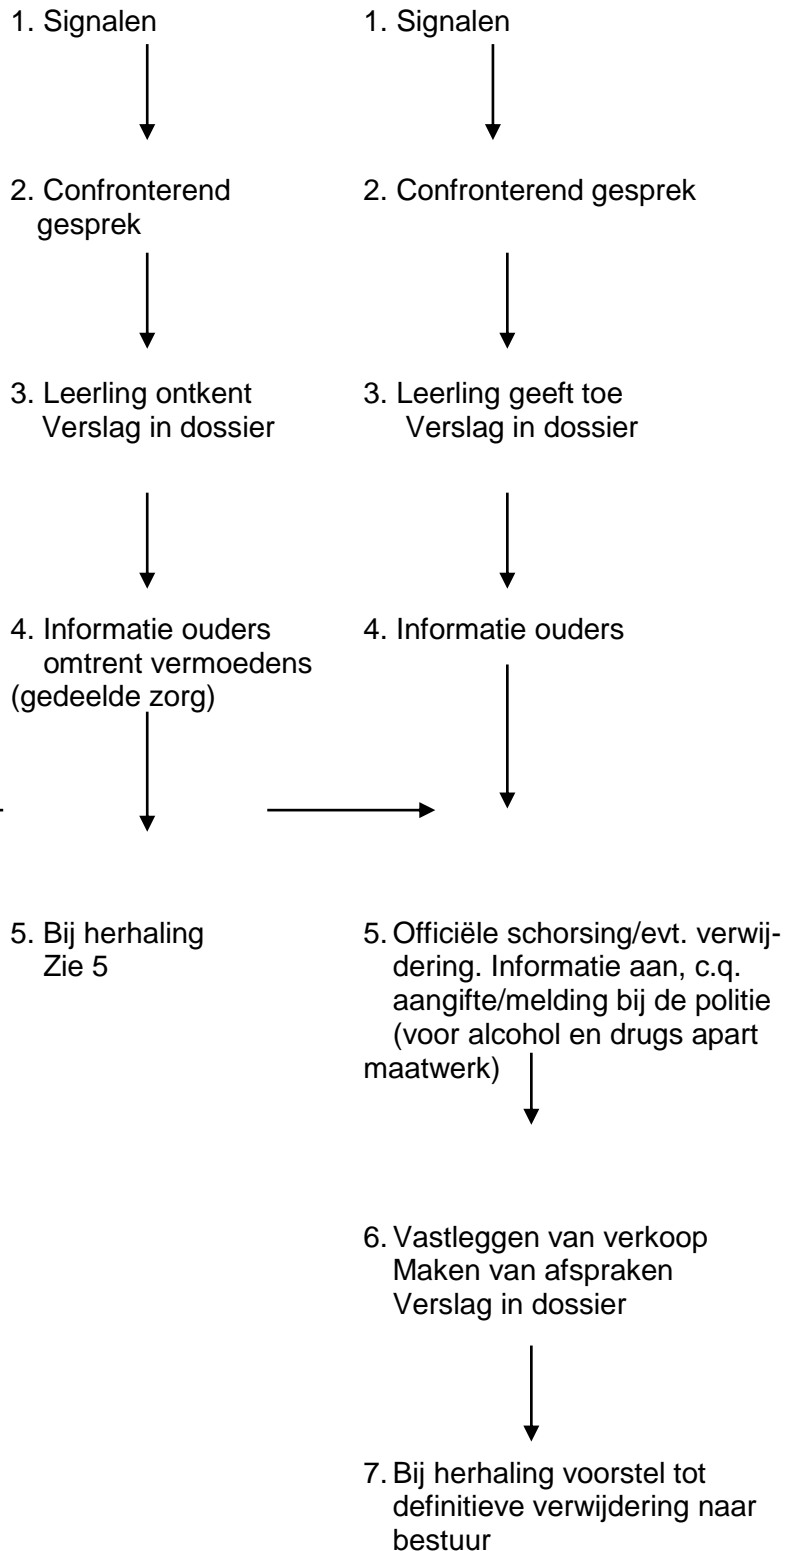 1. Signalen
2. Confronterend
gesprek
3. Leerling ontkent
Verslag in dossier
4. Informatie ouders
omtrent vermoedens
(gedeelde zorg)
5. Bij herhaling
Zie 5
1. Signalen
2. Confronterend gesprek
3. Leerling geeft toe
Verslag in dossier
4. Informatie ouders
5. Officiële schorsing/evt. verwij-
dering. Informatie aan, c.q.
aangifte/melding bij de politie
(voor alcohol en drugs apart
maatwerk)
6. Vastleggen van verkoop
Maken van afspraken
Verslag in dossier
7. Bij herhaling voorstel tot
definitieve verwijdering naar
bestuur